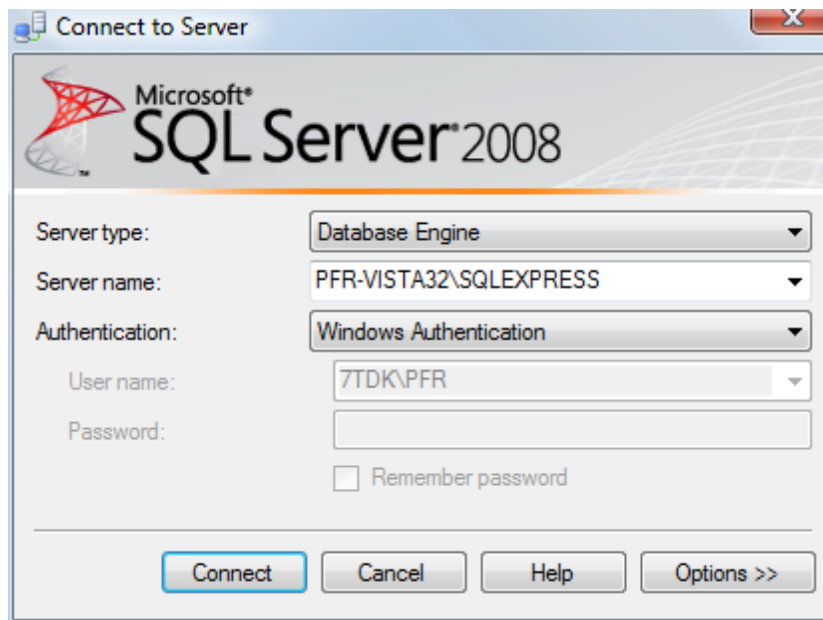 Connect to Server
Microsoft®
SQL Server® 2008
™
Server type: Database Engine
Server name: PFR-VISTA32\SQLEXPRESS
Authentication: Windows Authentication
User name: 7TDK\PFR
Password:
Remember password
Connect Cancel Help Options >>